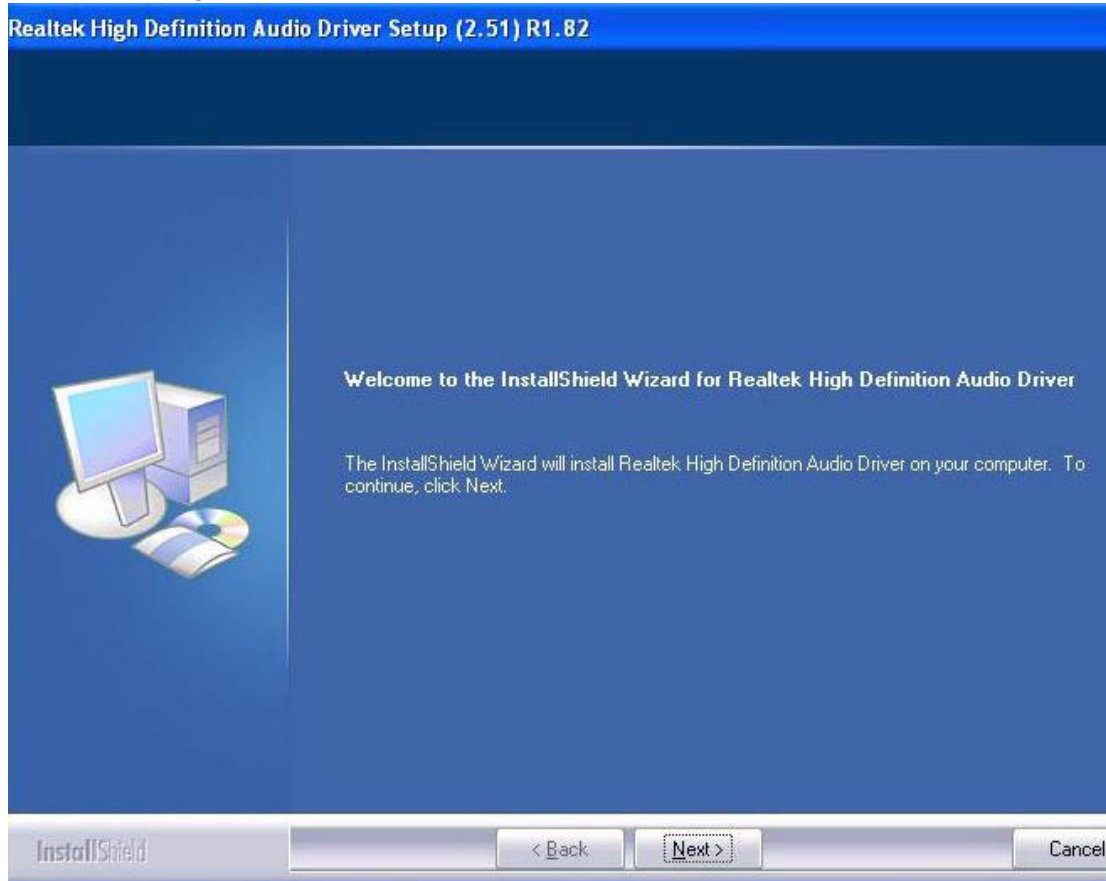 Realtek High Definition Audio Driver Setup (2.51) R1.82
Welcome to the InstallShield Wizard for Realtek High Definition Audio Driver
The InstallShield Wizard will install Realtek High Definition Audio Driver on your computer. To
continue, click Next.
InstallShield
< Back
Next >
Cancel